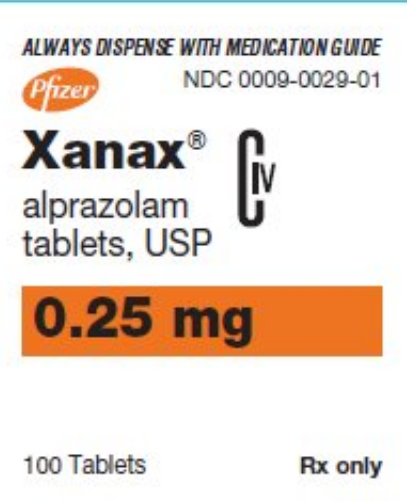 ALWAYS DISPENSE WITH MEDICATION GUIDE
Pfizer NDC 0009-0029-01
Xanax® CIV
alprazolam
tablets, USP
0.25 mg
100 Tablets Rx only